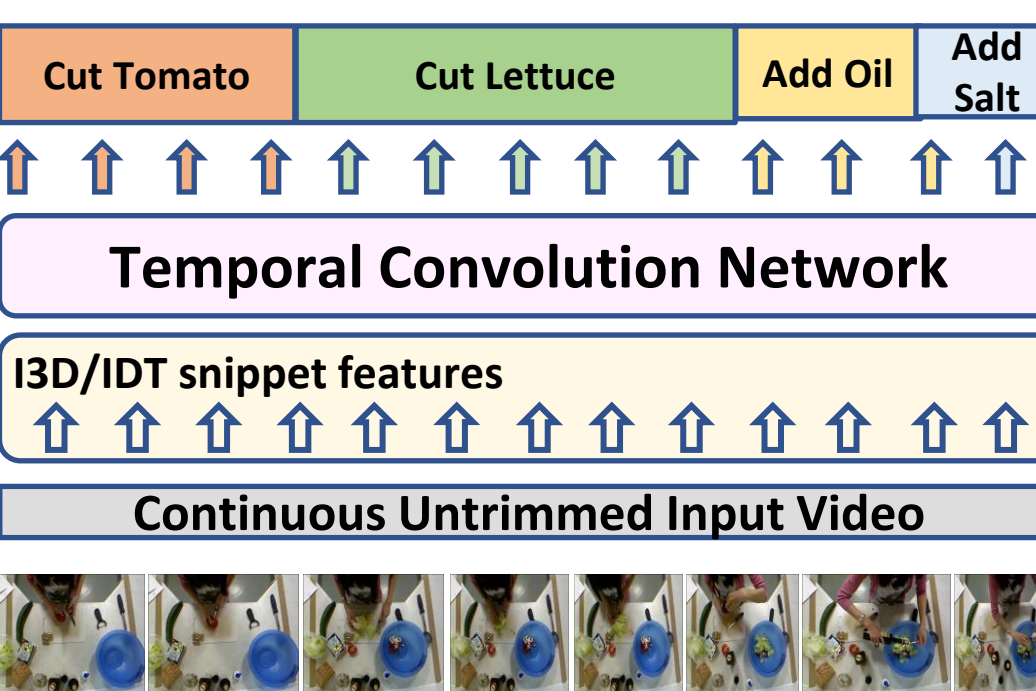 Cut Tomato
Cut Lettuce
Add Oil
Add
Salt
Temporal Convolution Network
I3D/IDT snippet features
Continuous Untrimmed Input Video